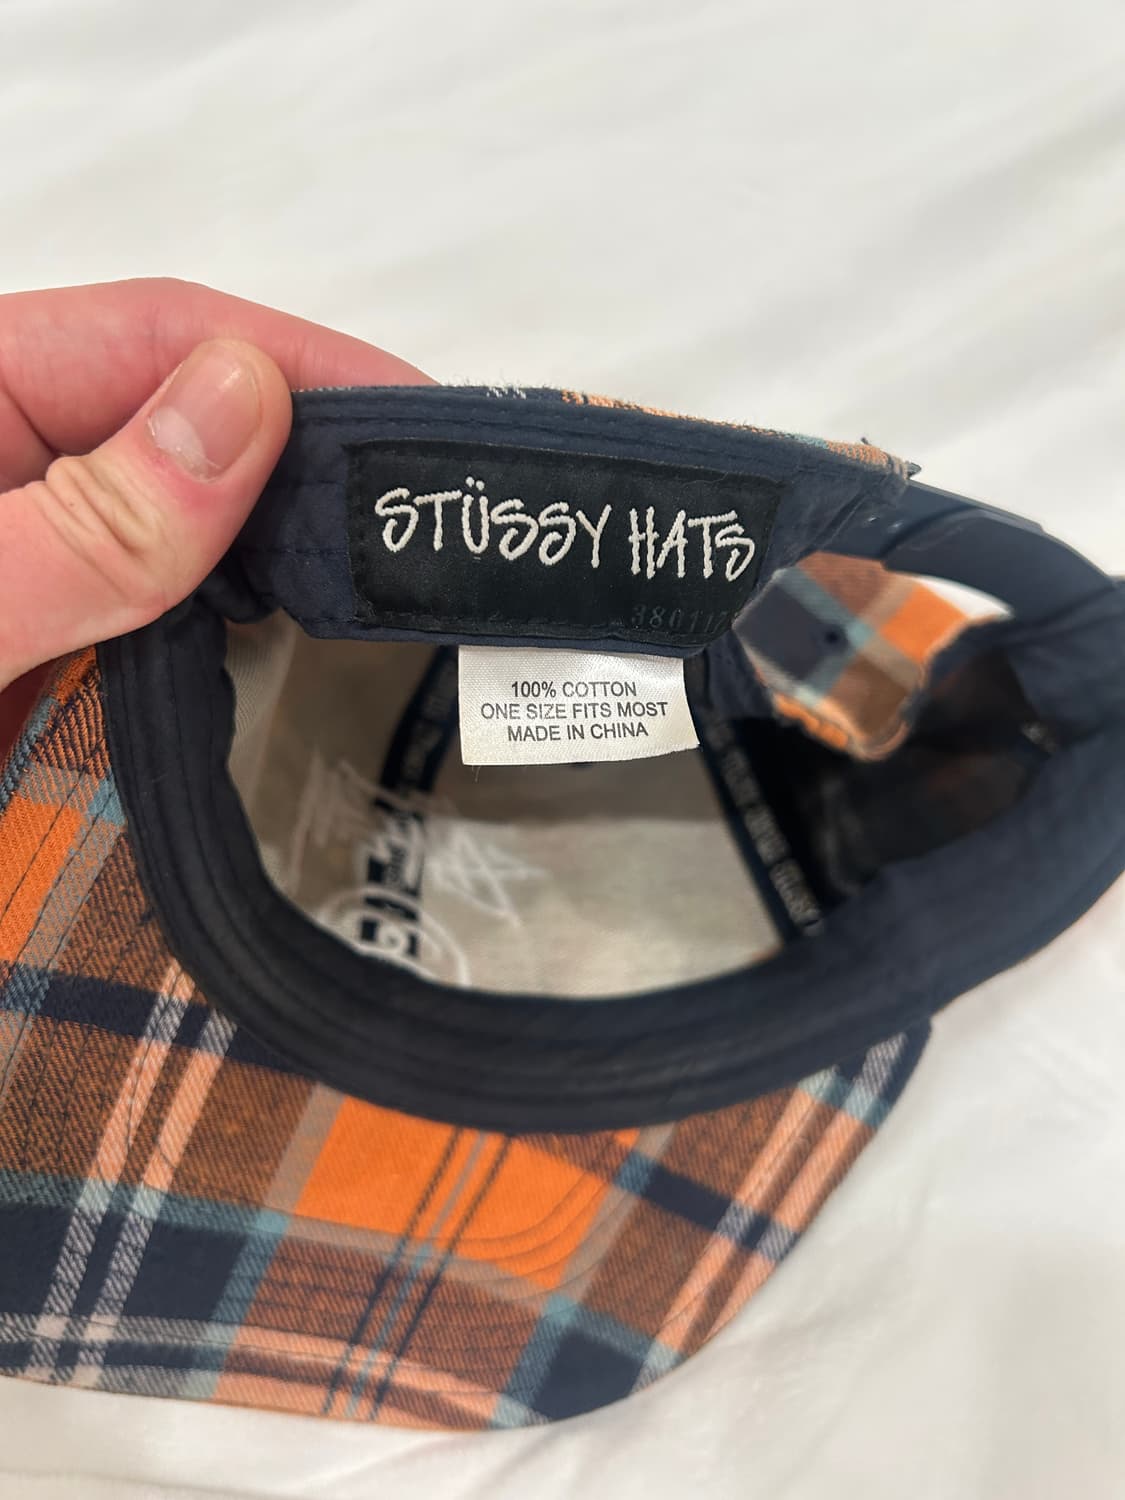 STÜSSY HATS
100% COTTON
ONE SIZE FITS MOST
MADE IN CHINA